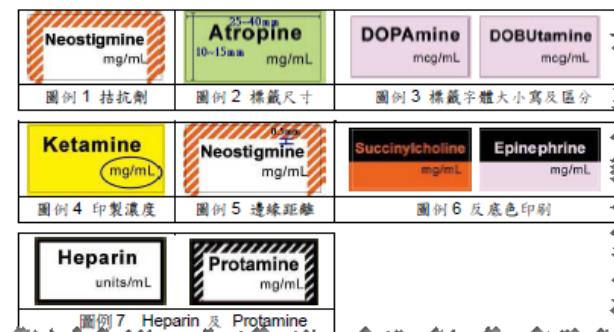 Neostigmine
mg/mL
25~40mm
Atropine
10~15mm
mg/mL
DOPAmine
mcg/mL
DOBUtamine
mcg/mL
圖例 1 拮抗劑
圖例 2 標籤尺寸
圖例 3 標籤字體大小寫及區分
Ketamine
mg/mL
0.5mm
Neostigmine
mg/mL
Succinylcholine
mg/mL
Epinephrine
mg/mL
圖例 4 印製濃度
圖例 5 邊緣距離
圖例 6 反底色印刷
Heparin
units/mL
Protamine
mg/mL
圖例 7 Heparin 及 Protamine